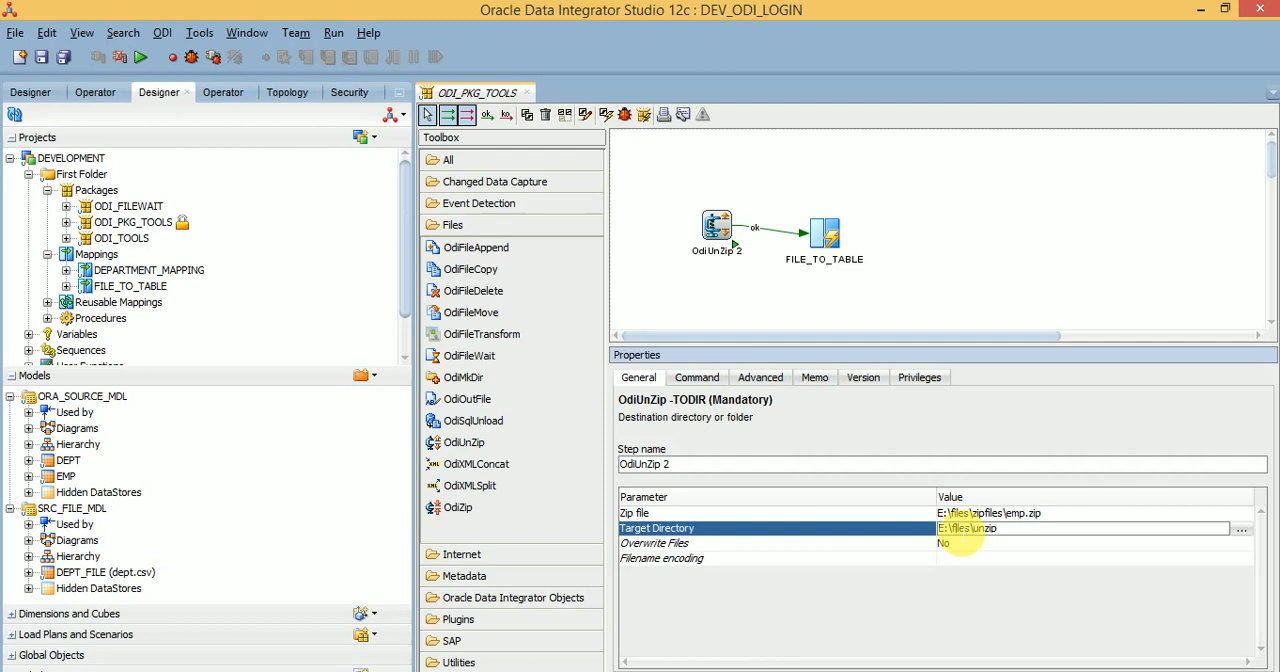 Oracle Data Integrator Studio 12c : DEV_ODI_LOGIN
File Edit View Search ODI Tools Window Team Run Help
Designer Operator Designer Operator Topology Security ODI_PKG_TOOLS
Projects
DEVELOPMENT
First Folder
Packages
ODI_FILEWAIT
ODI_PKG_TOOLS
ODI_TOOLS
Mappings
DEPARTMENT_MAPPING
FILE_TO_TABLE
Reusable Mappings
Procedures
Variables
Sequences
Models
ORA_SOURCE_MDL
Used by
Diagrams
Hierarchy
DEPT
EMP
Hidden DataStores
SRC_FILE_MDL
Used by
Diagrams
Hierarchy
DEPT_FILE (dept.csv)
Hidden DataStores
Dimensions and Cubes
Load Plans and Scenarios
Global Objects
ok ko
Toolbox
All
Changed Data Capture
Event Detection
Files
OdiFileAppend
OdiFileCopy
OdiFileDelete
OdiFileMove
OdiFileTransform
OdiFileWait
OdiMkDir
OdiOutFile
OdiSqlUnload
OdiUnZip
OdiXMLConcat
OdiXMLSplit
OdiZip
Internet
Metadata
Oracle Data Integrator Objects
Plugins
SAP
Utilities
ok
OdiUnZip 2
FILE_TO_TABLE
Properties
General Command Advanced Memo Version Privileges
OdiUnZip -TODIR (Mandatory)
Destination directory or folder
Step name
OdiUnZip 2
Parameter Value
Zip file E:\files\zipfiles\emp.zip
Target Directory E:\files\unzip ...
Overwrite Files No
Filename encoding